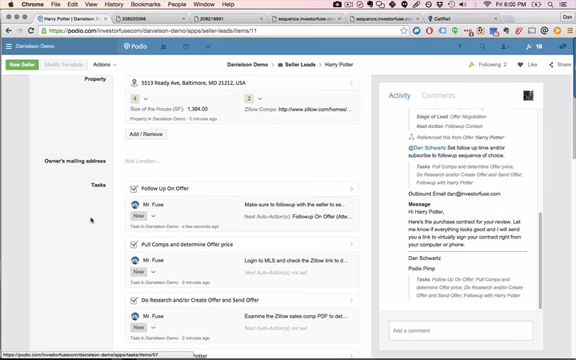 Chrome File Edit View History Bookmarks People Window Help
Fri 6:00 PM
Harry Potter | Danielson D
208220068
208219891
sequence.investorfuse.com
sequence.investorfuse.com
CallRail
https://podio.com/investorfusecom/danielson-demo/apps/seller-leads/items/11
Danielson Demo
Podio
10
New Seller
Modify Template
Actions
Danielson Demo > Seller Leads > Harry Potter
Following 2
Like
Share
Property
5513 Ready Ave, Baltimore, MD 21212, USA
4
2
Size of the House (SF) 1,384.00
Zillow Comps: http://www.zillow.com/homes/...
Property in Danielson Demo · 3 minutes ago
Add / Remove
Owner's mailing address
Add Location...
Tasks
Follow Up On Offer
Mr. Fuse
Make sure to followup with the seller to se...
New
Next Auto-Action(s) Followup On Offer (Atte...
Task in Danielson Demo · a few seconds ago
Pull Comps and determine Offer price
Mr. Fuse
Login to MLS and check the Zillow link to d...
New
Next Auto-Action(s) not set
Task in Danielson Demo · 2 minutes ago
Do Research and/or Create Offer and Send Offer
Mr. Fuse
Examine the Zillow sales comp PDF to det...
New
Next Auto-Action(s) not set
Task in Danielson Demo · 2 minutes ago
https://podio.com/investorfusecom/danielson-demo/apps/tasks/items/57
Activity
Comments
Stage of Lead Offer Negotiation
Next Action Followup Contact
Referenced this from Offer 'Harry Potter'
@Dan Schwartz Set follow up time and/or
subscribe to followup sequence of choice.
Tasks Pull Comps and determine Offer price;
Do Research and/or Create Offer and Send Offer;
Followup with Harry Potter
Outbound Email dan@investorfuse.com
Message
Hi Harry Potter,
Here's the purchase contract for your review. Let
me know if everything looks good and I will send
you a link to virtually sign your contract right from
your computer or phone.
Dan Schwartz
Podio Pimp
Tasks Follow Up On Offer; Pull Comps and
determine Offer price; Do Research and/or Create
Offer and Send Offer; Followup with Harry Potter
Add a comment